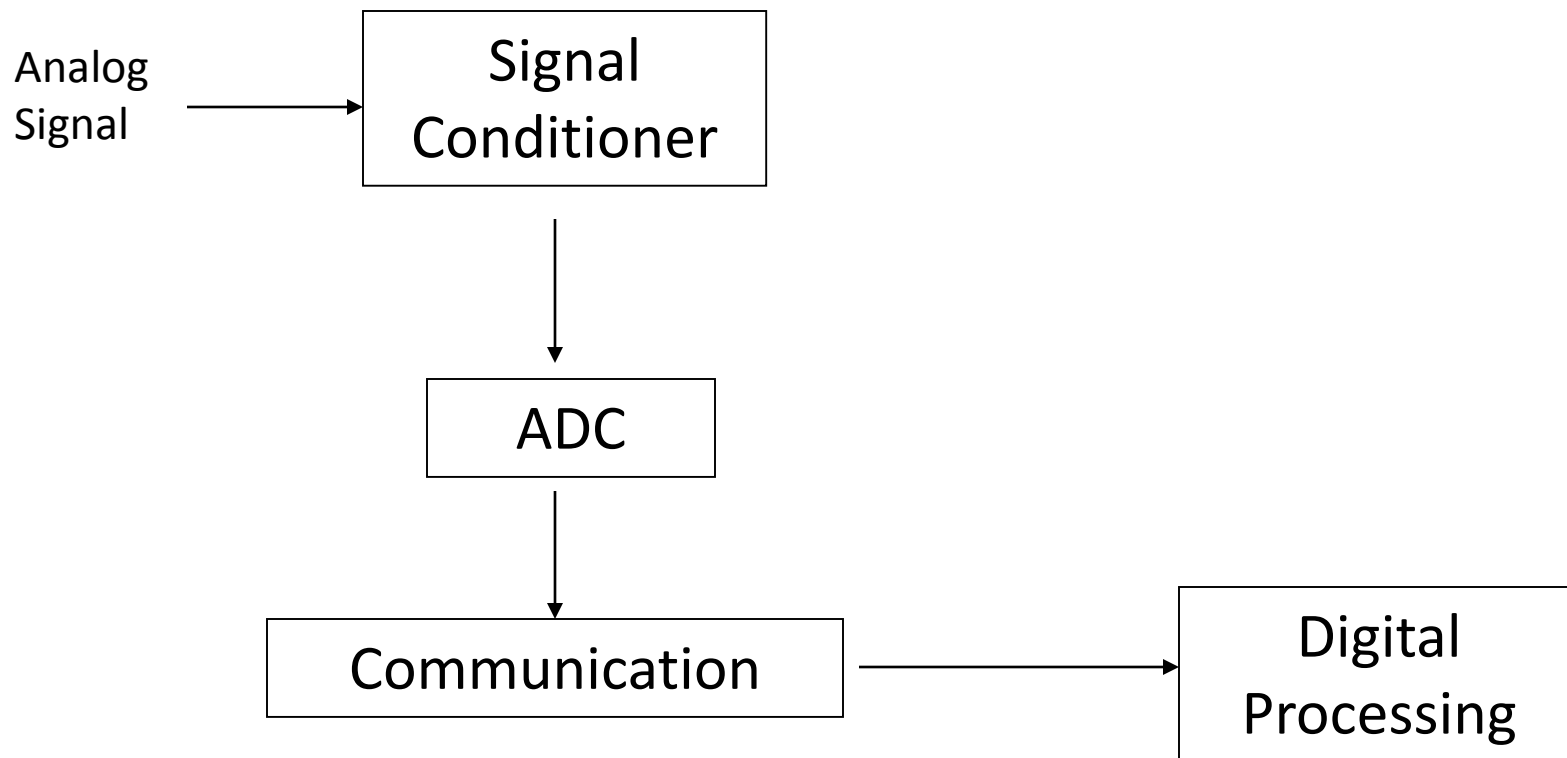 Analog
Signal
Signal
Conditioner
ADC
Communication
Digital
Processing